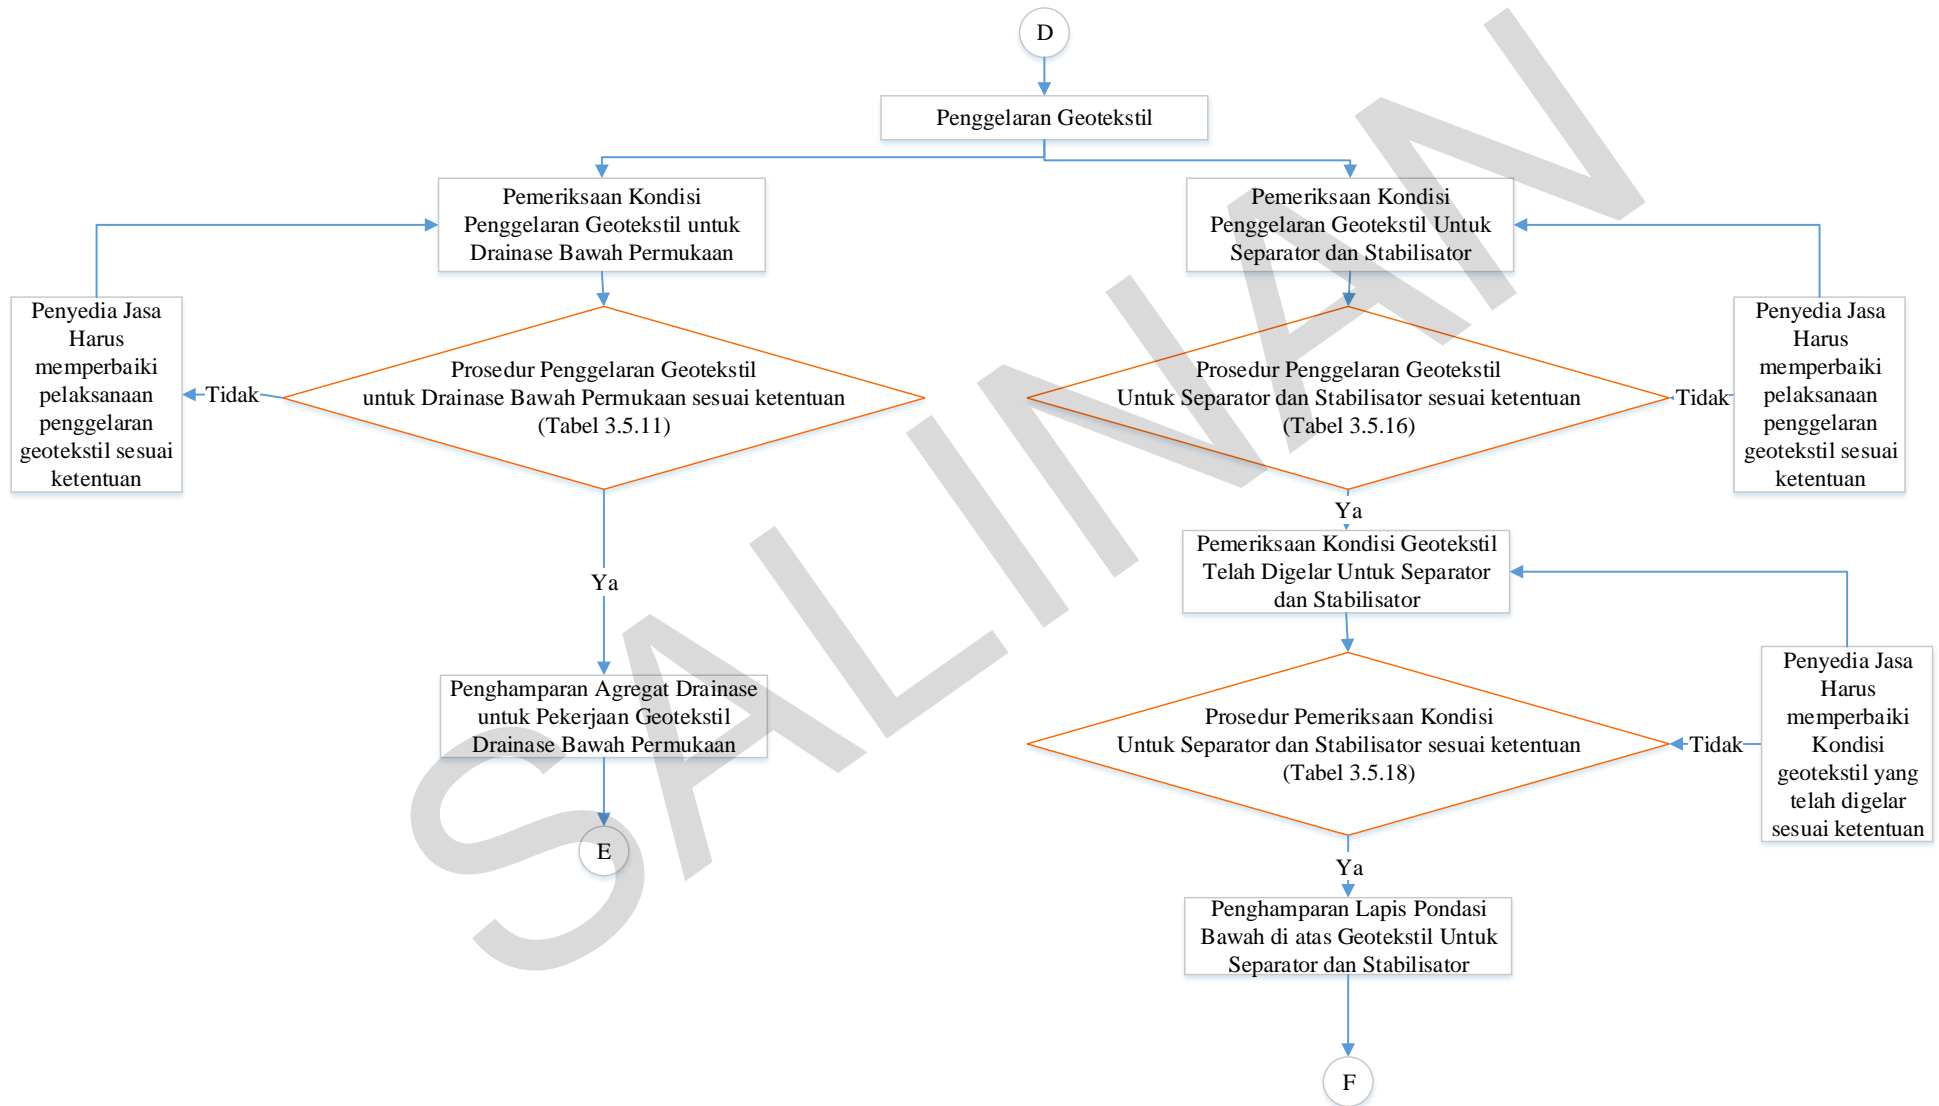 D
Penggelaran Geotekstil
Pemeriksaan Kondisi
Penggelaran Geotekstil untuk
Drainase Bawah Permukaan
Pemeriksaan Kondisi
Penggelaran Geotekstil Untuk
Separator dan Stabilisator
Penyedia Jasa
Harus
memperbaiki
pelaksanaan
penggelaran
geotekstil sesuai
ketentuan
Tidak
Prosedur Penggelaran Geotekstil
untuk Drainase Bawah Permukaan sesuai ketentuan
(Tabel 3.5.11)
Prosedur Penggelaran Geotekstil
Untuk Separator dan Stabilisator sesuai ketentuan
(Tabel 3.5.16)
Tidak
Penyedia Jasa
Harus
memperbaiki
pelaksanaan
penggelaran
geotekstil sesuai
ketentuan
Ya
Ya
Pemeriksaan Kondisi Geotekstil
Telah Digelar Untuk Separator
dan Stabilisator
Penghamparan Agregat Drainase
untuk Pekerjaan Geotekstil
Drainase Bawah Permukaan
Prosedur Pemeriksaan Kondisi
Untuk Separator dan Stabilisator sesuai ketentuan
(Tabel 3.5.18)
Tidak
Penyedia Jasa
Harus
memperbaiki
Kondisi
geotekstil yang
telah digelar
sesuai ketentuan
E
Ya
Penghamparan Lapis Pondasi
Bawah di atas Geotekstil Untuk
Separator dan Stabilisator
F
SALINAN